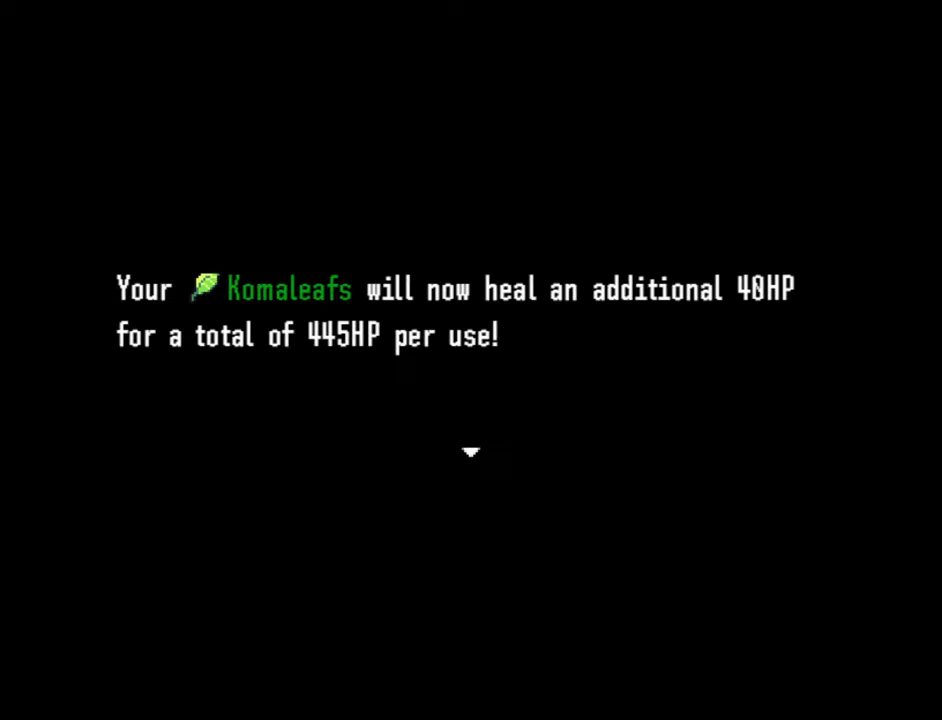 Your Komaleafs will now heal an additional 40HP
for a total of 445HP per use!